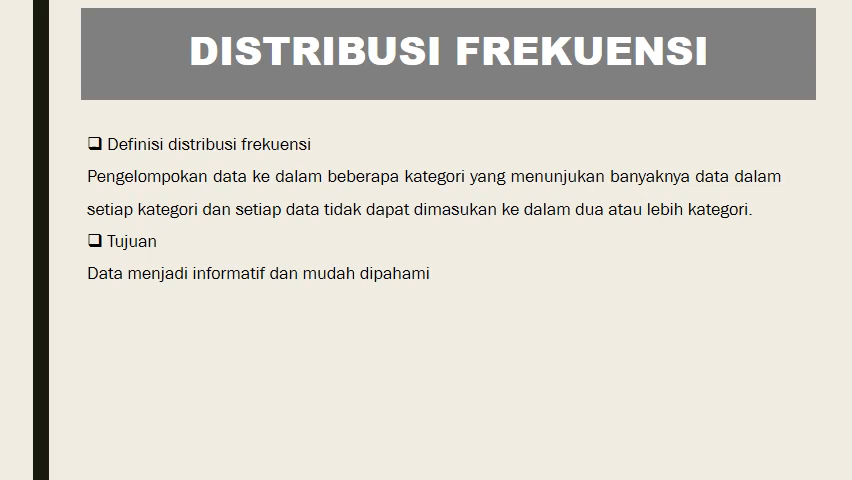 DISTRIBUSI FREKUENSI
❑ Definisi distribusi frekuensi
Pengelompokan data ke dalam beberapa kategori yang menunjukan banyaknya data dalam
setiap kategori dan setiap data tidak dapat dimasukan ke dalam dua atau lebih kategori.
❑ Tujuan
Data menjadi informatif dan mudah dipahami